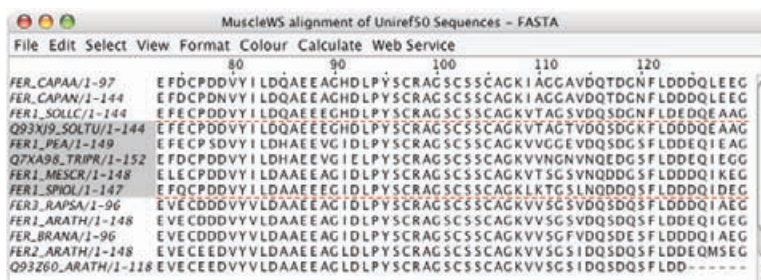 MuscleWS alignment of Uniref50 Sequences – FASTA
File Edit Select View Format Colour Calculate Web Service
80 90 100 110 120
FER_CAPAA/1-97 EFDCPDDVYILDQAEEAGHDLPYSCRAGSCSSCAGKIAGGAVDQTDGNFLDDDQLEEG
FER_CAPAN/1-144 EFDCPDNVYILDQAEEAGHDLPYSCRAGSCSSCAGKIAGGAVDQTDGNFLDDDQLEEG
FER1_SOLLC/1-144 EFECPDDVYILDQAEEEGHDLPYSCRAGSCSSCAGKVTAGSVDQSDGNFLDEDQEAAG
Q93XJ9_SOLTU/1-144 EFECPDDVYILDQAEEEGHDLPYSCRAGSCSSCAGKVTAGTVDQSDGKFLDDDQEAAG
FER1_PEA/1-149 EFECPSDVYILDHAEEVGIDLPYSCRAGSCSSCAGKVVGGEVDQSDGSFLDDEQIEAG
Q7XA98_TRIPR/1-152 EFDCPDDVYILDHAEEVGIELPYSCRAGSCSSCAGKVVNGNVNQEDGSFLDDEQIEGG
FER1_MESCR/1-148 ELECPDDVYILDAAEEAGIDLPYSCRAGSCSSCAGKVTSGSVNQDDGSFLDDDQIKEG
FER1_SPIOL/1-147 EFQCPDDVYILDAAEEEGIDLPYSCRAGSCSSCAGKLKTGSLNQDDQSFLDDDQIDEG
FER3_RAPSA/1-96 EVECDDDVYVLDAAEEAGIDLPYSCRAGSCSSCAGKVVSGSVDQSDQSFLDDDQIAEG
FER1_ARATH/1-148 EVECDDDVYVLDAAEEAGIDLPYSCRAGSCSSCAGKVVSGSVDQSDQSFLDDEQIGEG
FER_BRANA/1-96 EVECDDDVYVLDAAEEAGIDLPYSCRAGSCSSCAGKVVSGFVDQSDESFLDDDQIAEG
FER2_ARATH/1-148 EVECEEDVYVLDAAEEAGLDLPYSCRAGSCSSCAGKVVSGSIDQSDQSFLDDEQMSEG
Q93Z60_ARATH/1-118 EVECEEDVYVLDAAEEAGLDLPYSCRAGSCSSCAGKVVSGSIDQSDQSFLDD------